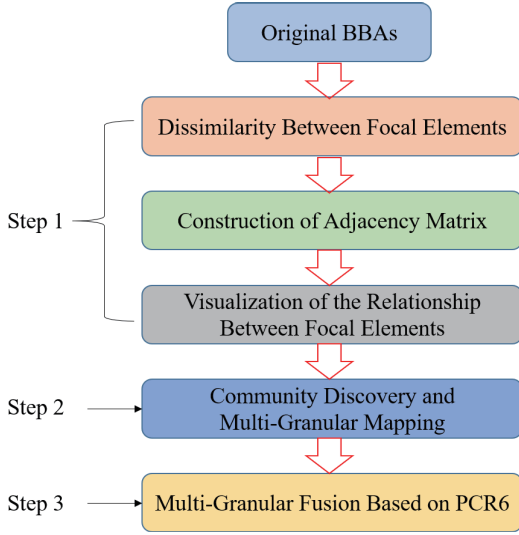 Original BBAs
Dissimilarity Between Focal Elements
Step 1
Construction of Adjacency Matrix
Visualization of the Relationship
Between Focal Elements
Step 2
Community Discovery and
Multi-Granular Mapping
Step 3
Multi-Granular Fusion Based on PCR6